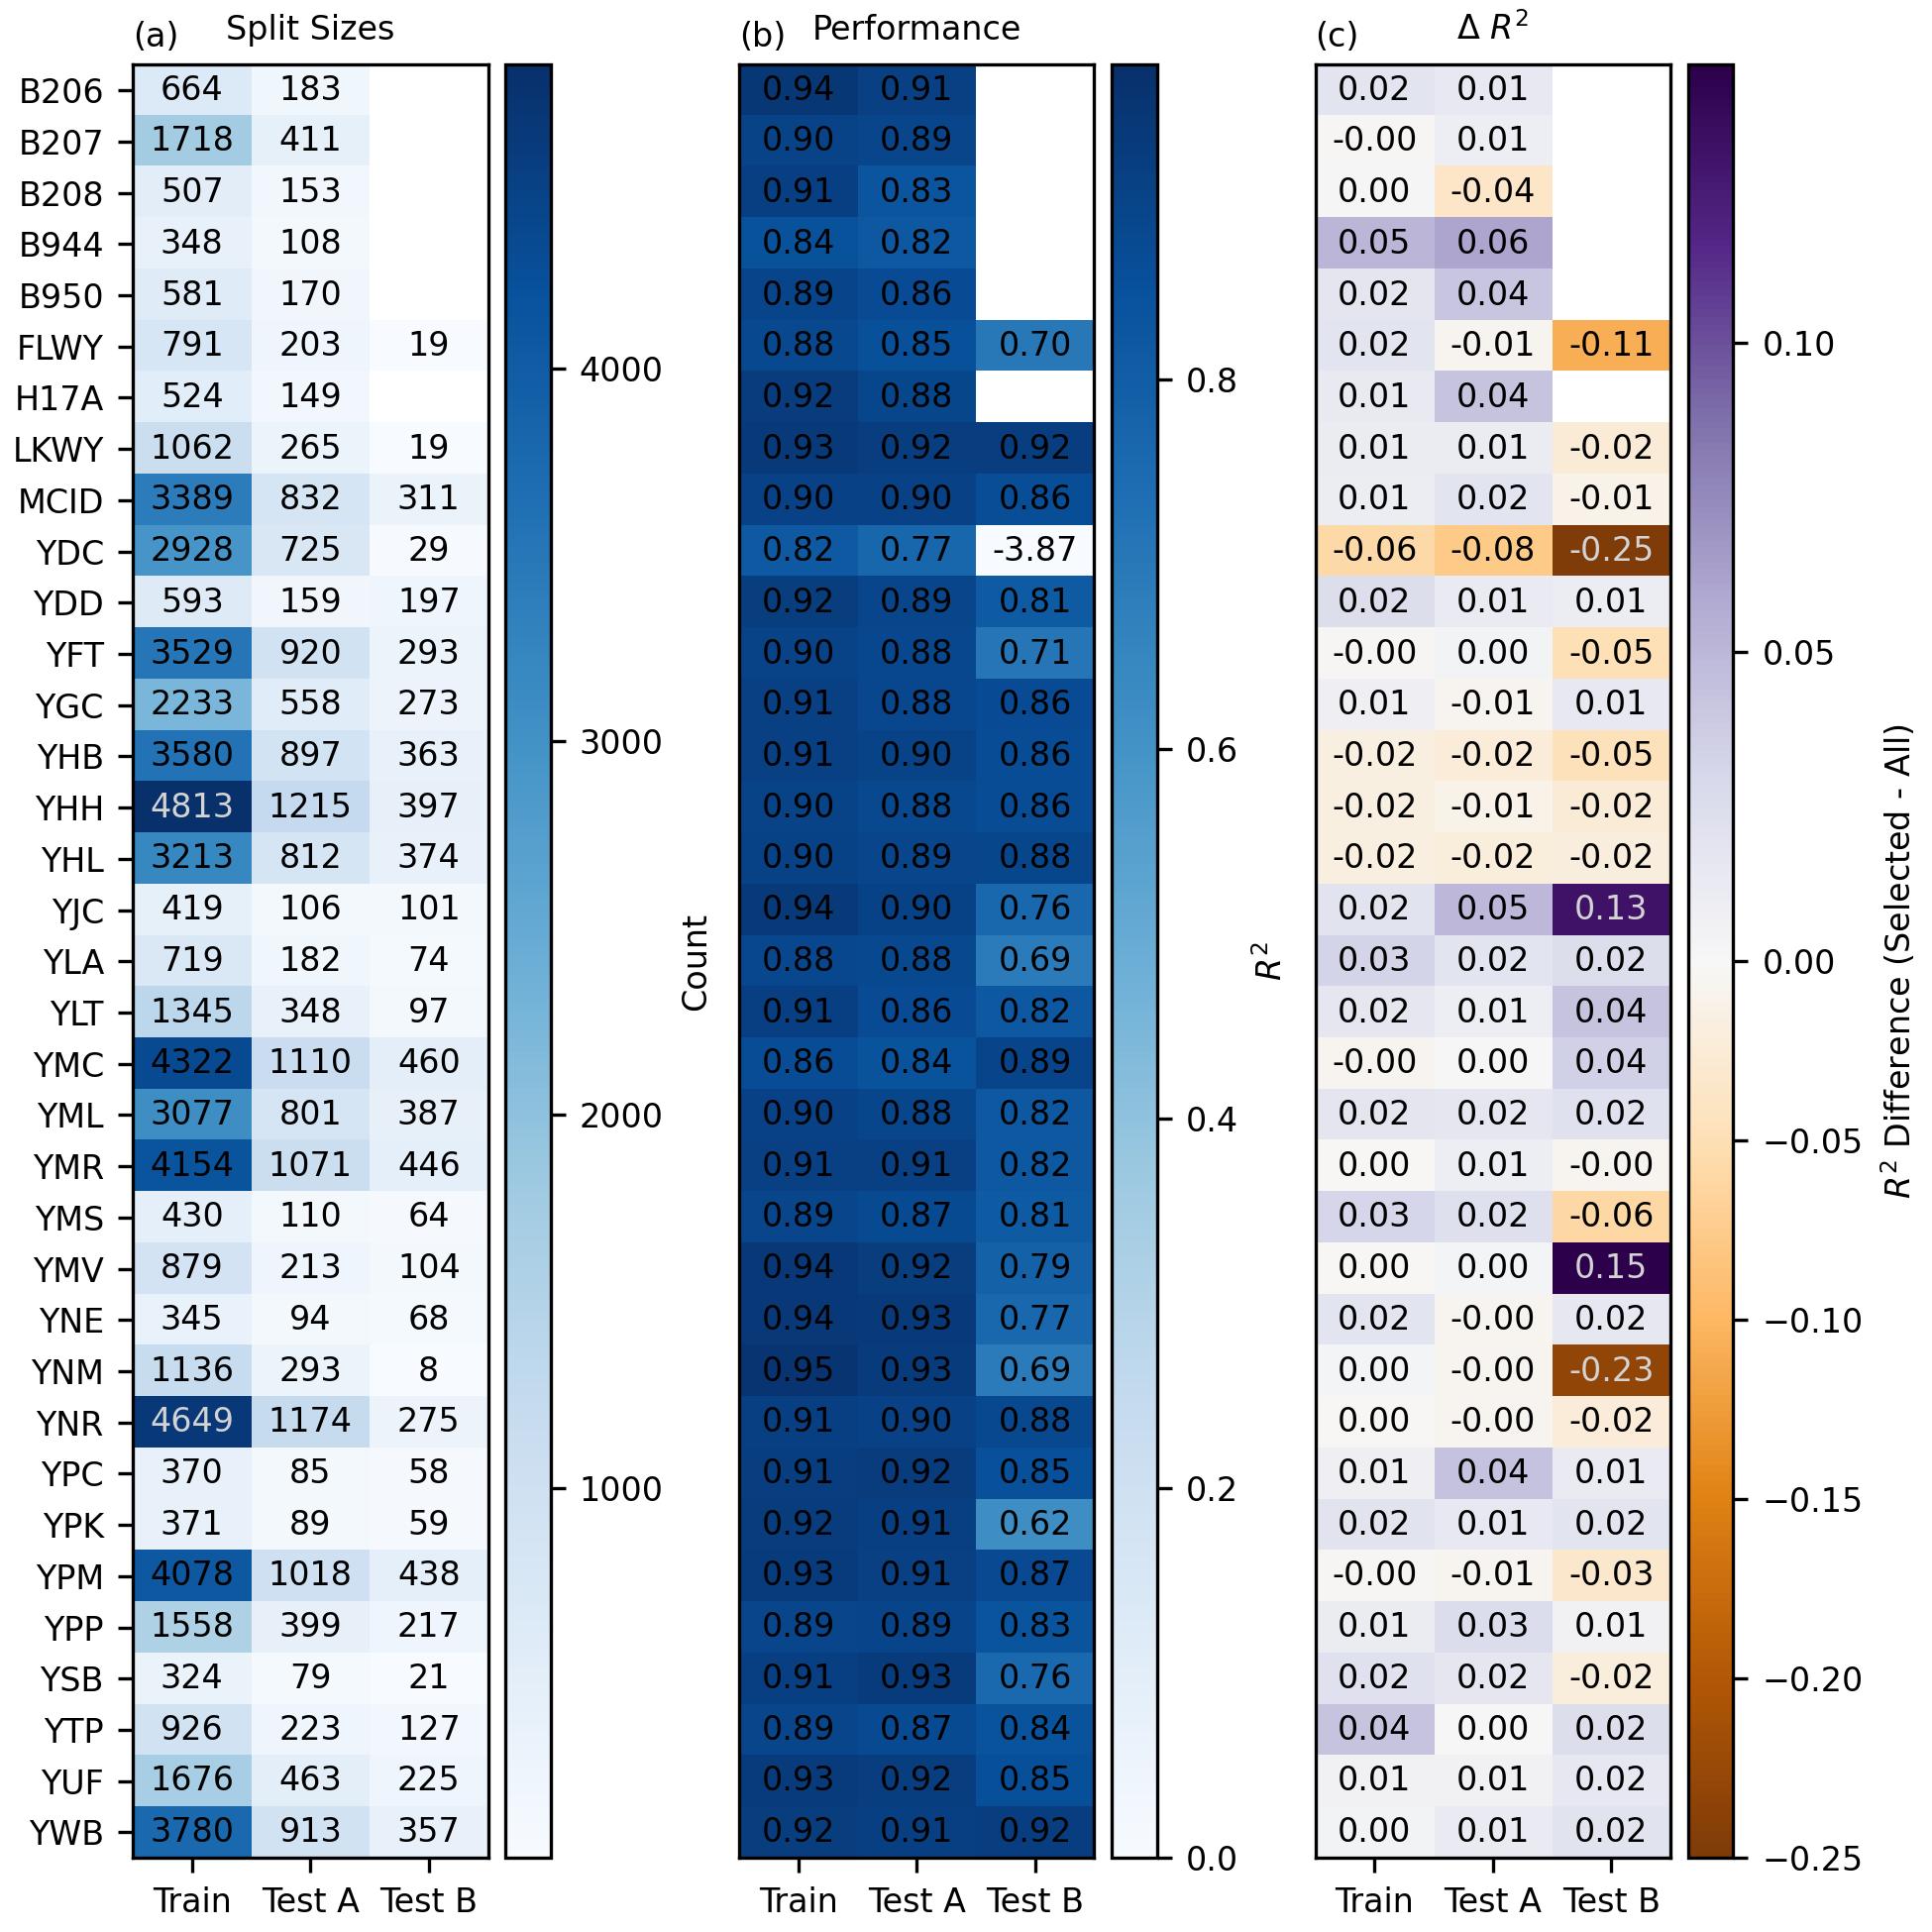 (a) Split Sizes (b) Performance (c) Δ R²
B206 664 183 0.94 0.91 0.02 0.01
B207 1718 411 0.90 0.89 -0.00 0.01
B208 507 153 0.91 0.83 0.00 -0.04
B944 348 108 0.84 0.82 0.05 0.06
B950 581 170 0.89 0.86 0.02 0.04
FLWY 791 203 19 0.88 0.85 0.70 0.02 -0.01 -0.11
H17A 524 149 0.92 0.88 0.01 0.04
LKWY 1062 265 19 0.93 0.92 0.92 0.01 0.01 -0.02
MCID 3389 832 311 0.90 0.90 0.86 0.01 0.02 -0.01
YDC 2928 725 29 0.82 0.77 -3.87 -0.06 -0.08 -0.25
YDD 593 159 197 0.92 0.89 0.81 0.02 0.01 0.01
YFT 3529 920 293 0.90 0.88 0.71 -0.00 0.00 -0.05
YGC 2233 558 273 0.91 0.88 0.86 0.01 -0.01 0.01
YHB 3580 897 363 0.91 0.90 0.86 -0.02 -0.02 -0.05
YHH 4813 1215 397 0.90 0.88 0.86 -0.02 -0.01 -0.02
YHL 3213 812 374 0.90 0.89 0.88 -0.02 -0.02 -0.02
YJC 419 106 101 0.94 0.90 0.76 0.02 0.05 0.13
YLA 719 182 74 0.88 0.88 0.69 0.03 0.02 0.02
YLT 1345 348 97 0.91 0.86 0.82 0.02 0.01 0.04
YMC 4322 1110 460 0.86 0.84 0.89 -0.00 0.00 0.04
YML 3077 801 387 0.90 0.88 0.82 0.02 0.02 0.02
YMR 4154 1071 446 0.91 0.91 0.82 0.00 0.01 -0.00
YMS 430 110 64 0.89 0.87 0.81 0.03 0.02 -0.06
YMV 879 213 104 0.94 0.92 0.79 0.00 0.00 0.15
YNE 345 94 68 0.94 0.93 0.77 0.02 -0.00 0.02
YNM 1136 293 8 0.95 0.93 0.69 0.00 -0.00 -0.23
YNR 4649 1174 275 0.91 0.90 0.88 0.00 -0.00 -0.02
YPC 370 85 58 0.91 0.92 0.85 0.01 0.04 0.01
YPK 371 89 59 0.92 0.91 0.62 0.02 0.01 0.02
YPM 4078 1018 438 0.93 0.91 0.87 -0.00 -0.01 -0.03
YPP 1558 399 217 0.89 0.89 0.83 0.01 0.03 0.01
YSB 324 79 21 0.91 0.93 0.76 0.02 0.02 -0.02
YTP 926 223 127 0.89 0.87 0.84 0.04 0.00 0.02
YUF 1676 463 225 0.93 0.92 0.85 0.01 0.01 0.02
YWB 3780 913 357 0.92 0.91 0.92 0.00 0.01 0.02
Train Test A Test B Train Test A Test B Train Test A Test B
4000
3000
2000
1000
Count
0.8
0.6
0.4
0.2
0.0
R²
0.10
0.05
0.00
−0.05
−0.10
−0.15
−0.20
−0.25
R² Difference (Selected - All)